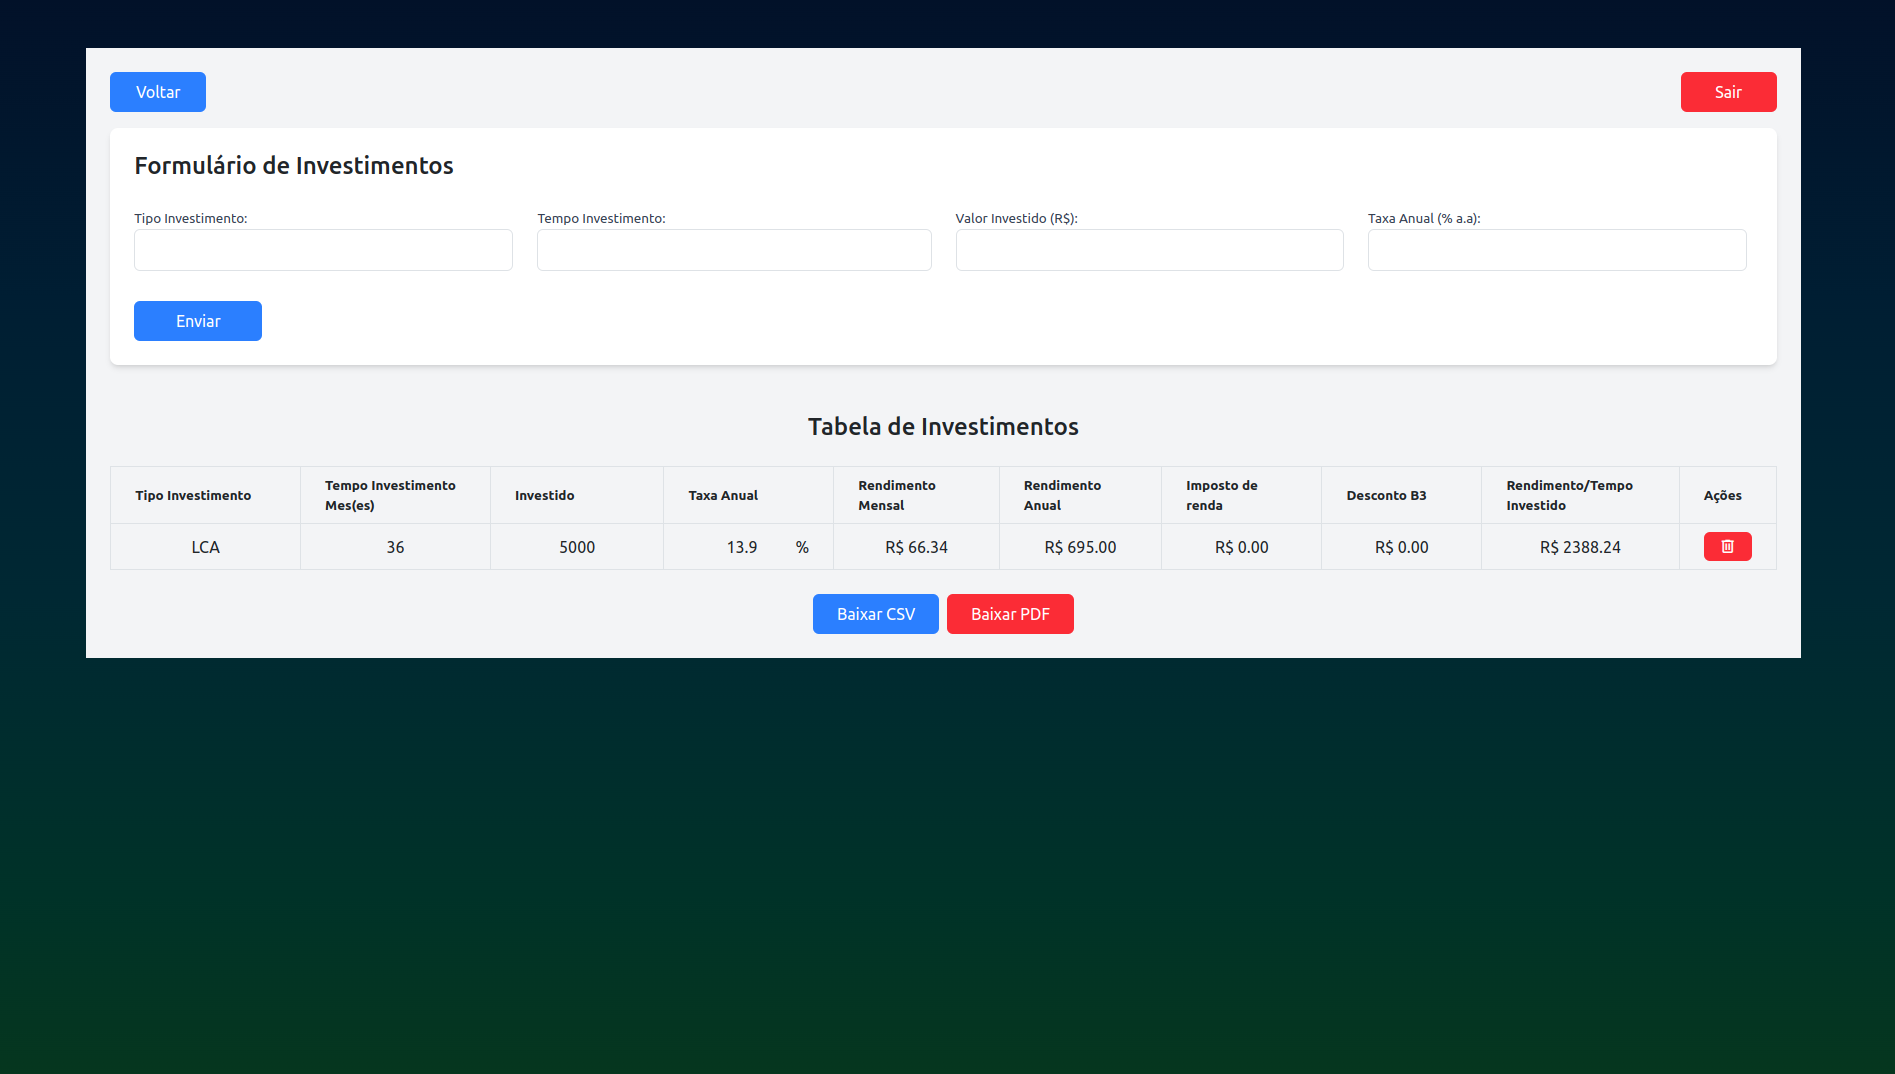 Voltar
Sair
Formulário de Investimentos
Tipo Investimento:
Tempo Investimento:
Valor Investido (R$):
Taxa Anual (% a.a):
Enviar
Tabela de Investimentos
Tipo Investimento
Tempo Investimento
Mes(es)
Investido
Taxa Anual
Rendimento
Mensal
Rendimento
Anual
Imposto de
renda
Desconto B3
Rendimento/Tempo
Investido
Ações
LCA
36
5000
13.9 %
R$ 66.34
R$ 695.00
R$ 0.00
R$ 0.00
R$ 2388.24
Baixar CSV
Baixar PDF